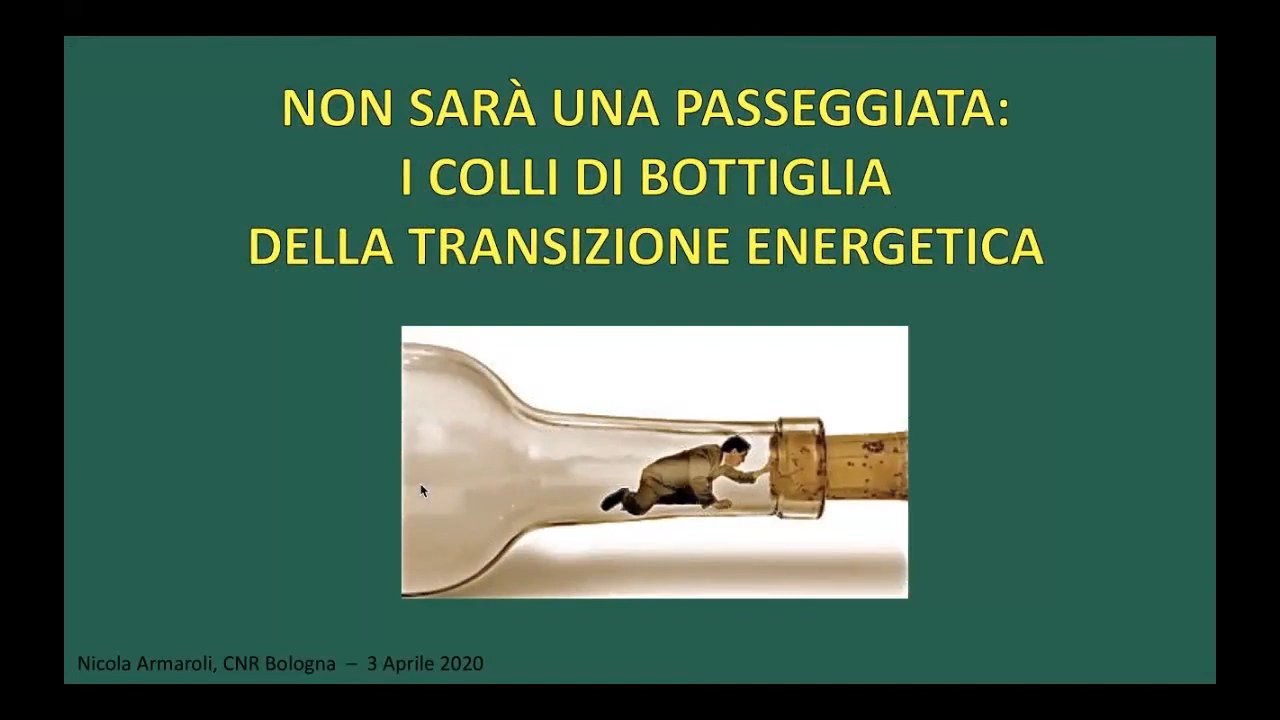 NON SARÀ UNA PASSEGGIATA:
I COLLI DI BOTTIGLIA
DELLA TRANSIZIONE ENERGETICA
Nicola Armaroli, CNR Bologna – 3 Aprile 2020